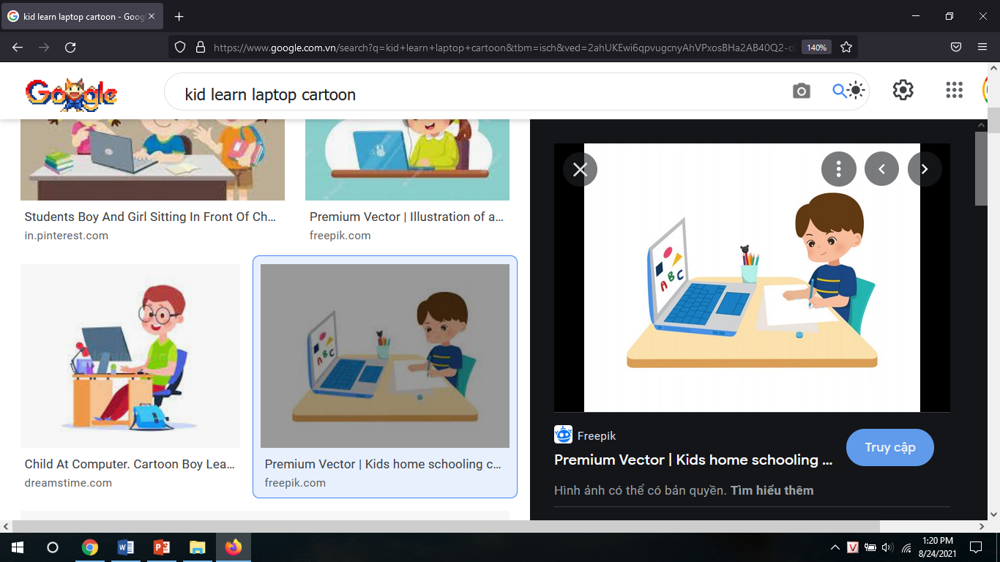 kid learn laptop cartoon - Goog
https://www.google.com.vn/search?q=kid+learn+laptop+cartoon&tbm=isch&ved=2ahUKEwi6qpvugcnyAhVPxosBHa2AB40Q2-c
140%
Google
kid learn laptop cartoon
Students Boy And Girl Sitting In Front Of Ch...
in.pinterest.com
Premium Vector | Illustration of a...
freepik.com
Child At Computer. Cartoon Boy Lea...
dreamstime.com
A B C
Premium Vector | Kids home schooling c...
freepik.com
A B C
Freepik
Premium Vector | Kids home schooling ...
Truy cập
Hình ảnh có thể có bản quyền. Tìm hiểu thêm
1:20 PM
8/24/2021